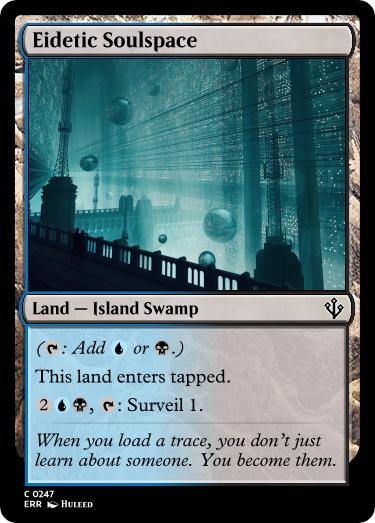 Eidetic Soulspace
Land — Island Swamp
(: Add or .)
This land enters tapped.
2, : Surveil 1.
When you load a trace, you don't just
learn about someone. You become them.
C 0247
ERR Huleed